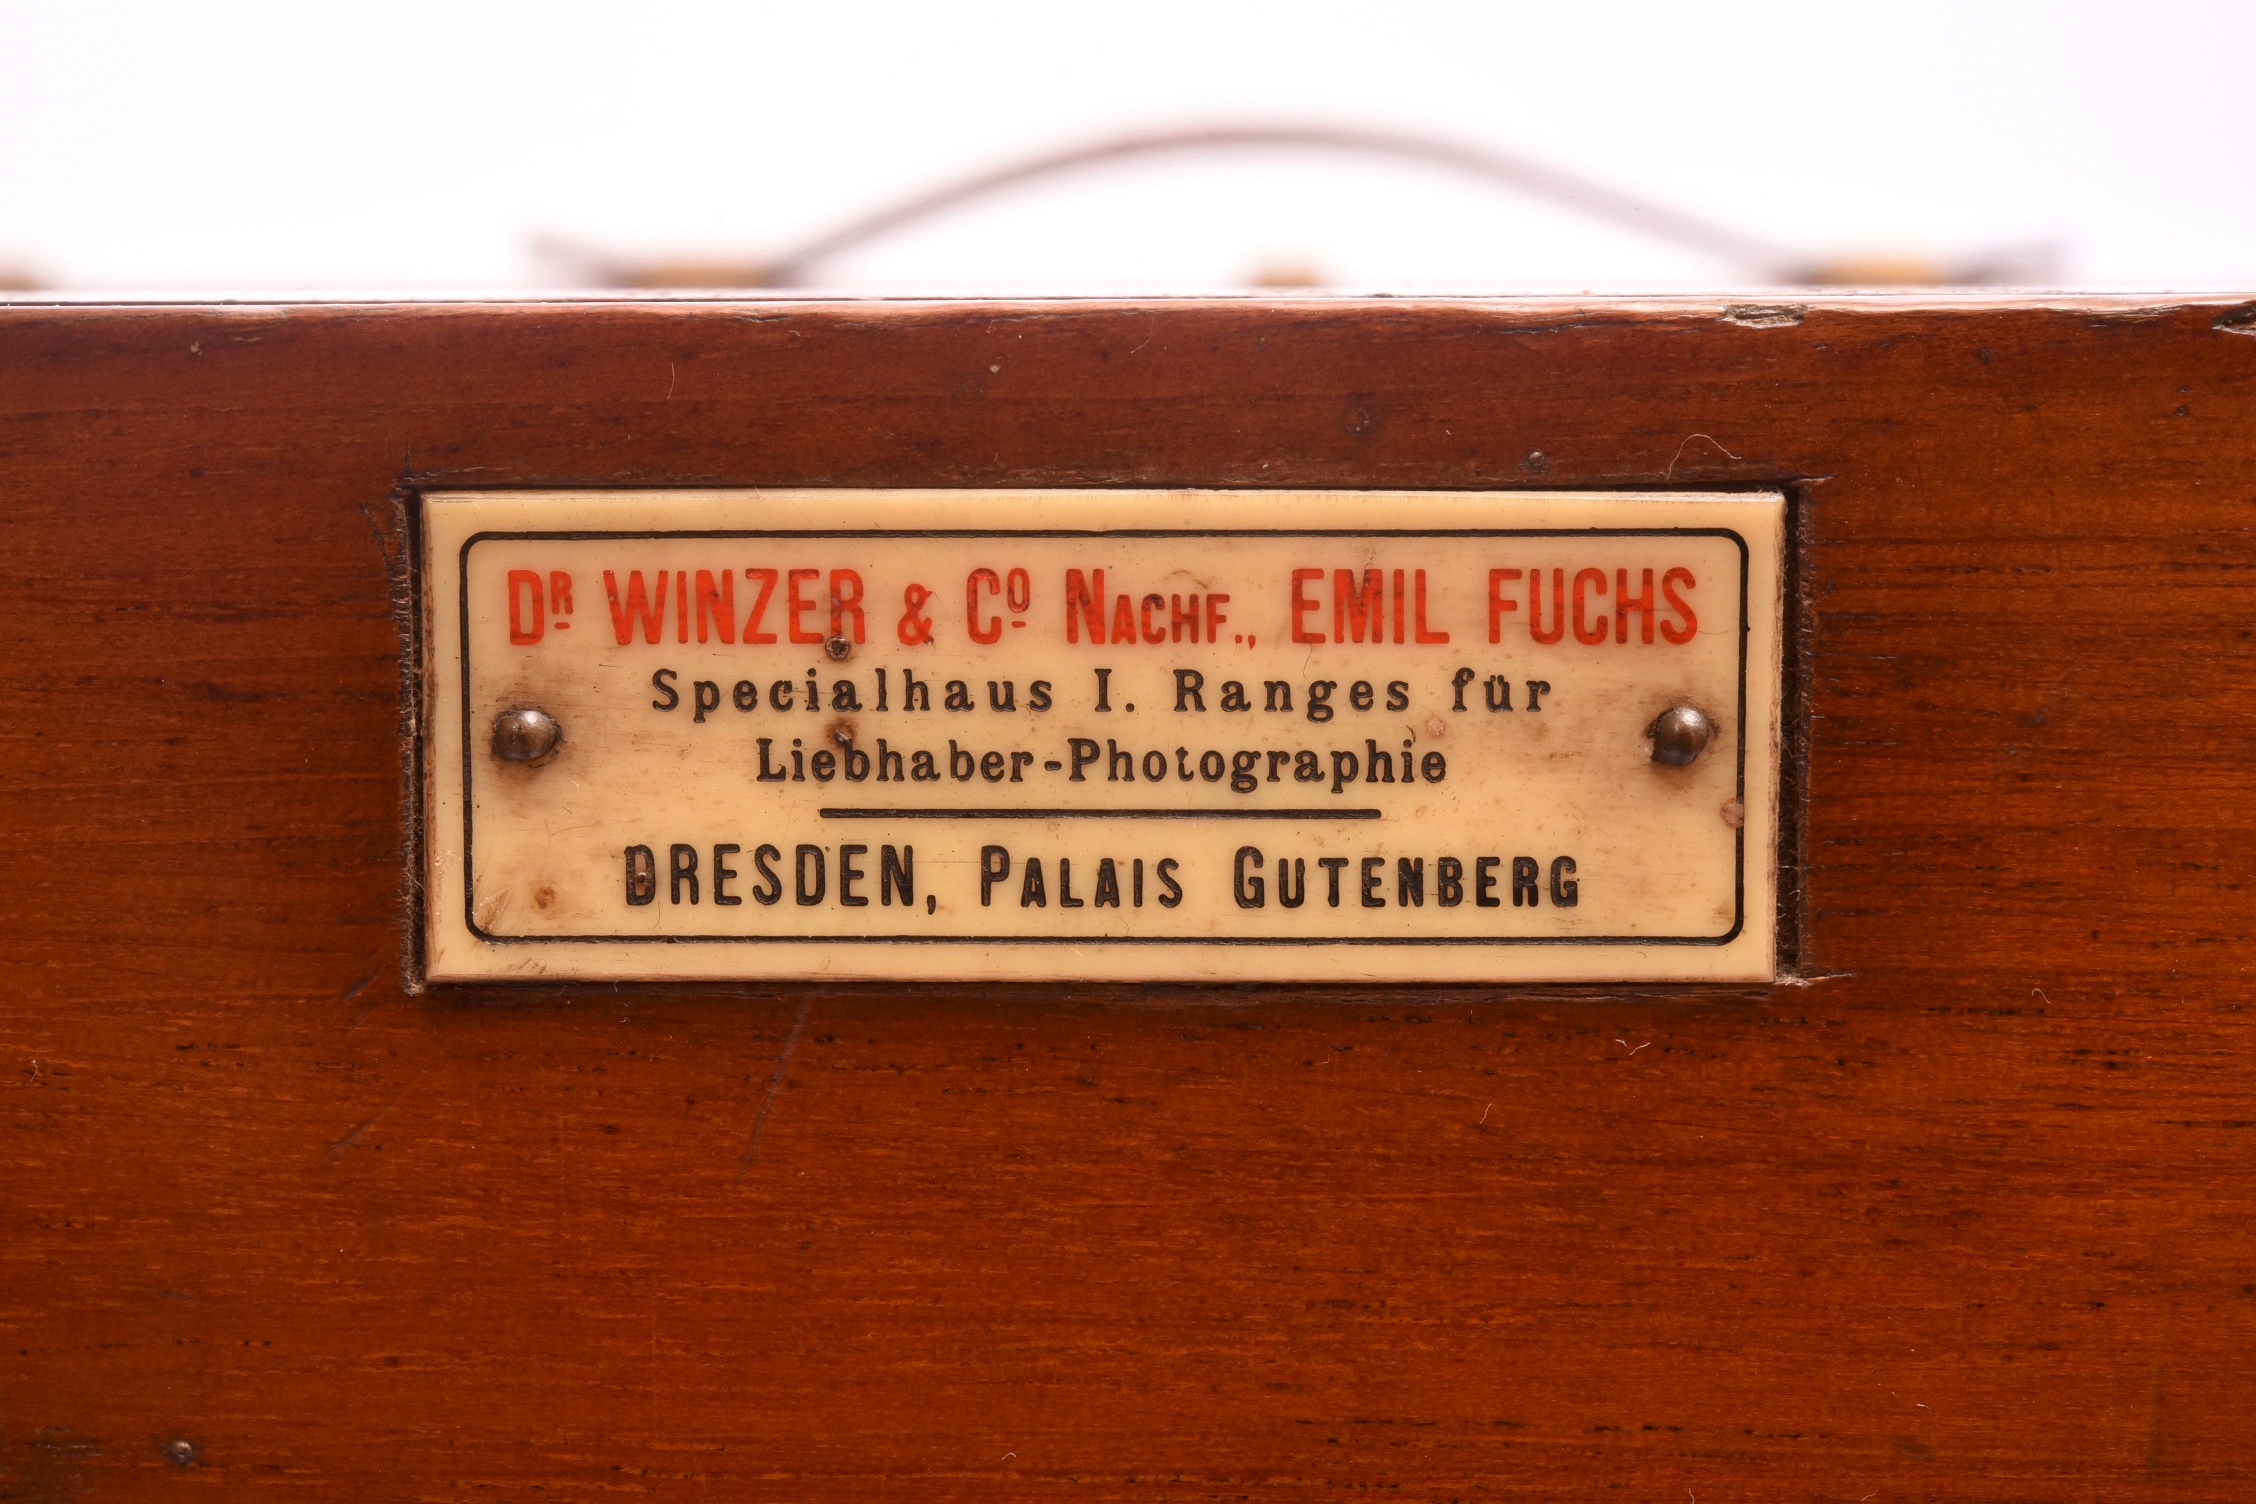 DR WINZER & CO NACHF., EMIL FUCHS
Specialhaus I. Ranges für
Liebhaber-Photographie
DRESDEN, PALAIS GUTENBERG